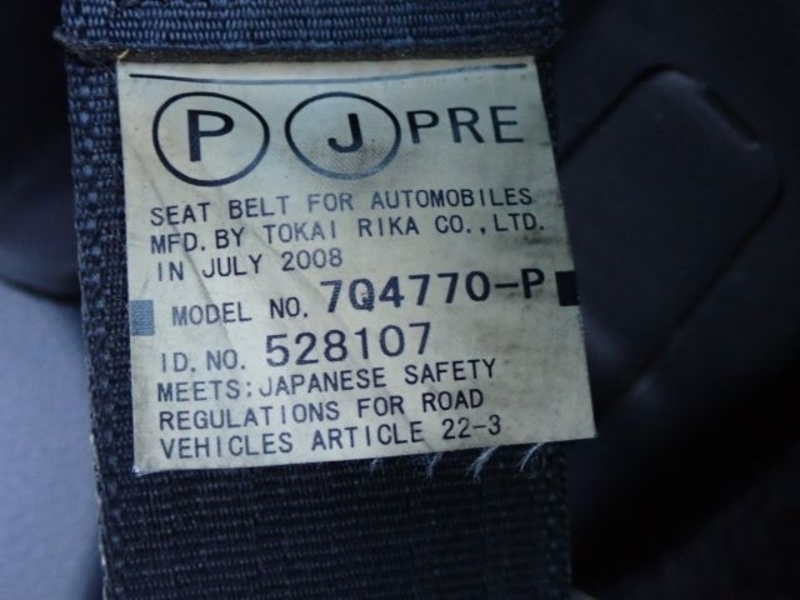 P J PRE
SEAT BELT FOR AUTOMOBILES
MFD. BY TOKAI RIKA CO., LTD.
IN JULY 2008
MODEL NO. 7Q4770-P
ID. NO. 528107
MEETS: JAPANESE SAFETY
REGULATIONS FOR ROAD
VEHICLES ARTICLE 22-3